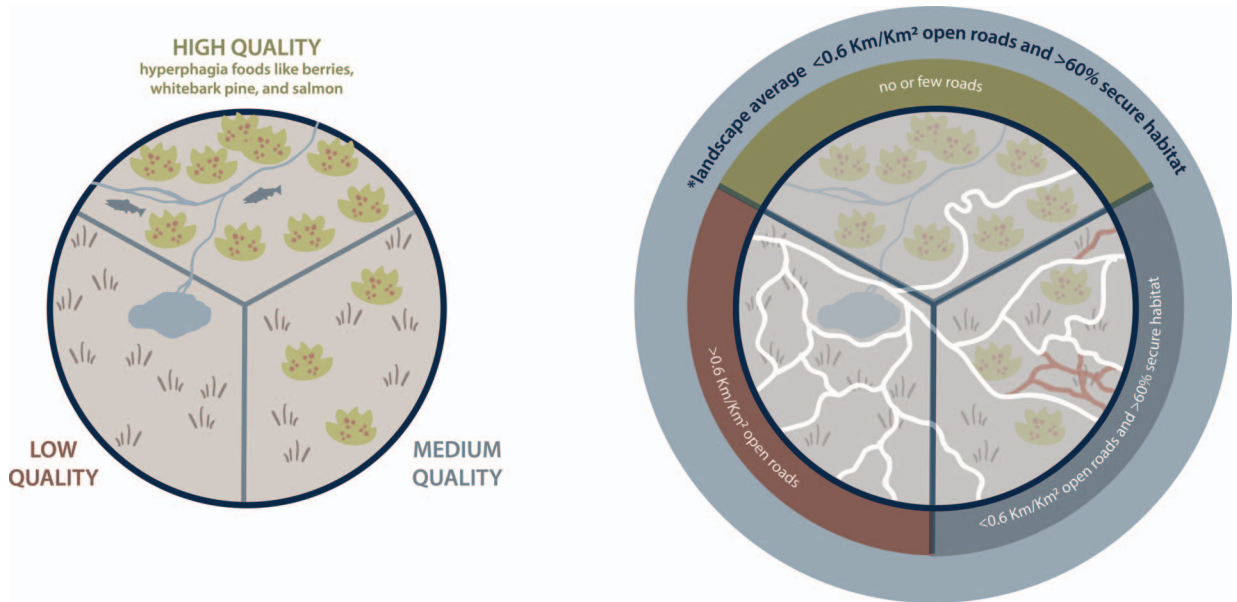 HIGH QUALITY
hyperphagia foods like berries,
whitebark pine, and salmon
LOW
QUALITY
MEDIUM
QUALITY
*landscape average <0.6 Km/Km² open roads and >60% secure habitat
no or few roads
>0.6 Km/Km² open roads
<0.6 Km/Km² open roads and >60% secure habitat